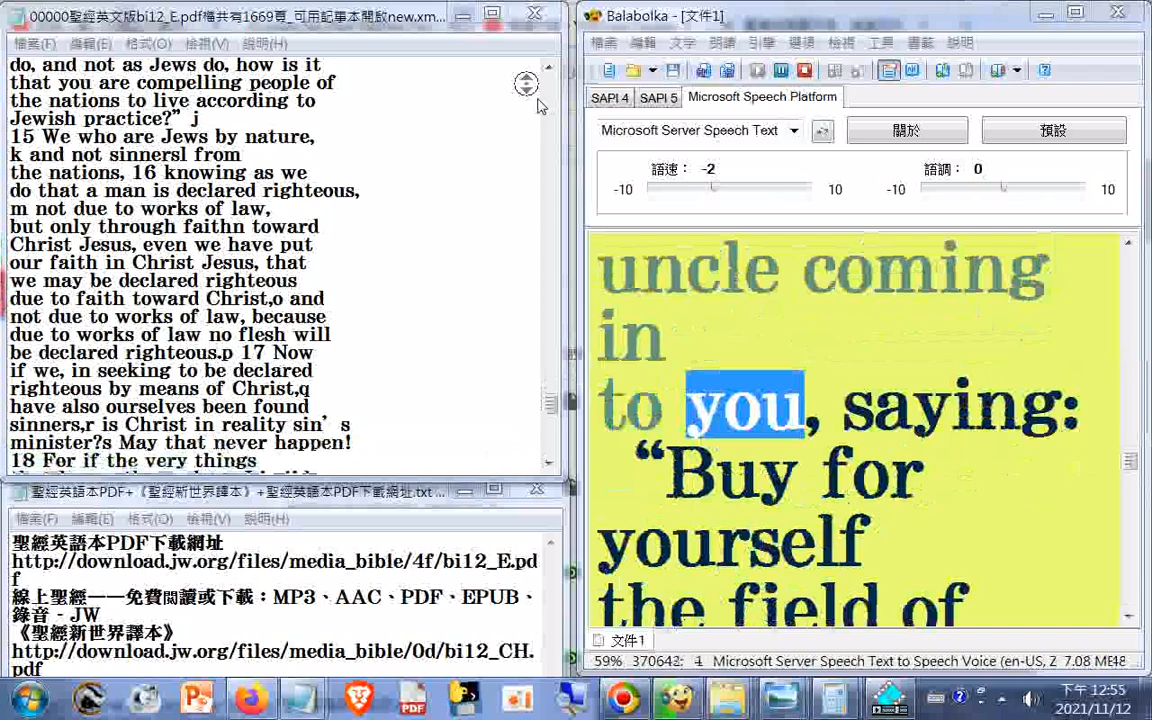 00000聖經英文版bi12_E.pdf檔共有1669頁_可用記事本開啟new.xm...
檔案(F) 編輯(E) 格式(O) 檢視(V) 說明(H)
do, and not as Jews do, how is it
that you are compelling people of
the nations to live according to
Jewish practice?” j
15 We who are Jews by nature,
k and not sinnersl from
the nations, 16 knowing as we
do that a man is declared righteous,
m not due to works of law,
but only through faithn toward
Christ Jesus, even we have put
our faith in Christ Jesus, that
we may be declared righteous
due to faith toward Christ,o and
not due to works of law, because
due to works of law no flesh will
be declared righteous.p 17 Now
if we, in seeking to be declared
righteous by means of Christ,q
have also ourselves been found
sinners,r is Christ in reality sin’s
minister?s May that never happen!
18 For if the very things
聖經英語本PDF+《聖經新世界譯本》+聖經英語本PDF下載網址.txt ...
檔案(F) 編輯(E) 格式(O) 檢視(V) 說明(H)
聖經英語本PDF下載網址
http://download.jw.org/files/media_bible/4f/bi12_E.pd
f
線上聖經——免費閱讀或下載：MP3、AAC、PDF、EPUB、
錄音 - JW
《聖經新世界譯本》
http://download.jw.org/files/media_bible/0d/bi12_CH.
pdf
Balabolka - [文件1]
檔案 編輯 文字 朗讀 引擎 選項 檢視 工具 書籤 說明
SAPI 4 SAPI 5 Microsoft Speech Platform
Microsoft Server Speech Text 關於 預設
語速： -2 語調： 0
-10 10 -10 10
uncle coming
in
to you, saying:
“Buy for
yourself
the field of
文件1
59% 370642: 4 Microsoft Server Speech Text to Speech Voice (en-US, Z 7.08 ME48
PDF
下午 12:55
2021/11/12